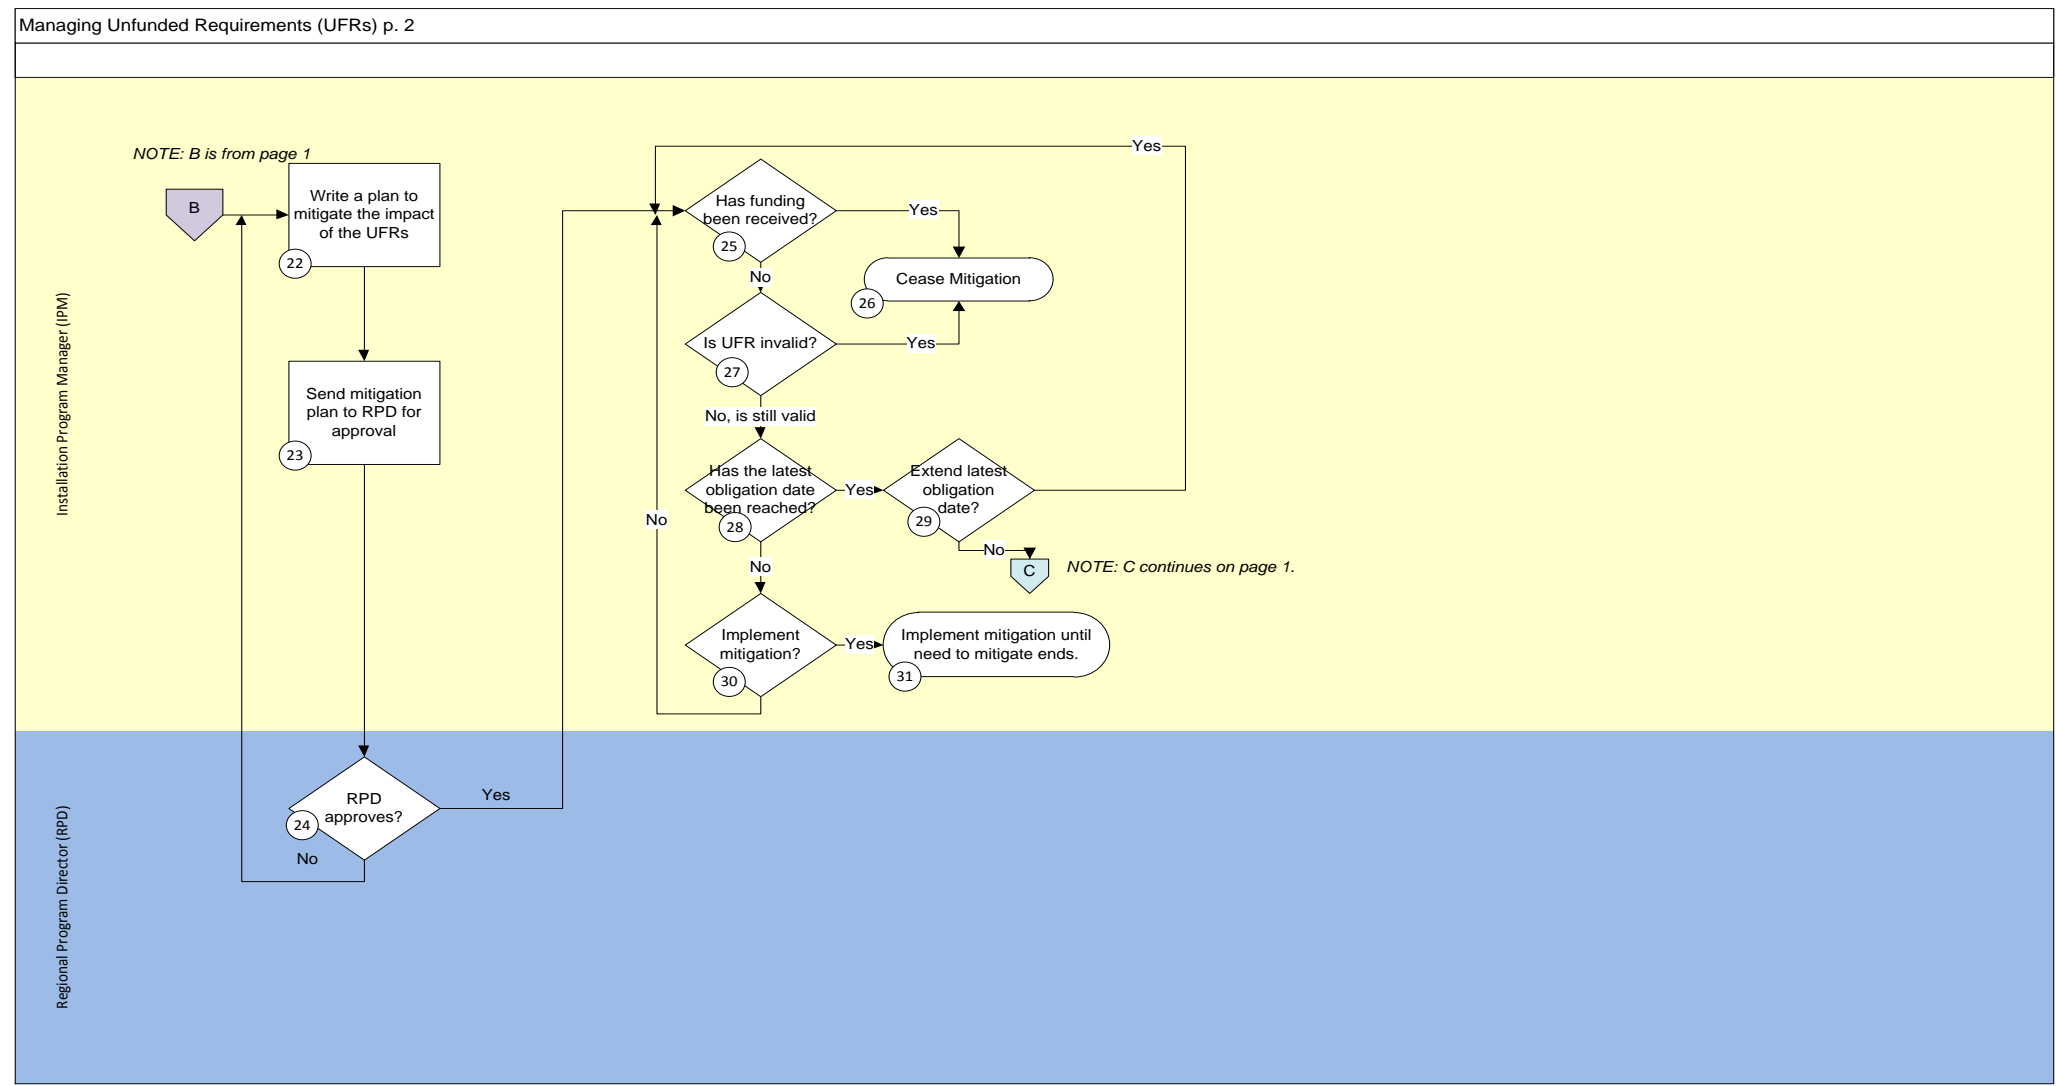 Managing Unfunded Requirements (UFRs) p. 2
Installation Program Manager (IPM)
NOTE: B is from page 1
B
Write a plan to
mitigate the impact
of the UFRs
22
Send mitigation
plan to RPD for
approval
23
Yes
Has funding
been received?
25
Yes
No
Cease Mitigation
26
Is UFR invalid?
27
Yes
No, is still valid
Has the latest
obligation date
been reached?
28
Yes
Extend latest
obligation
date?
29
No
No
C
NOTE: C continues on page 1.
No
Implement
mitigation?
30
Yes
Implement mitigation until
need to mitigate ends.
31
Regional Program Director (RPD)
RPD
approves?
24
Yes
No